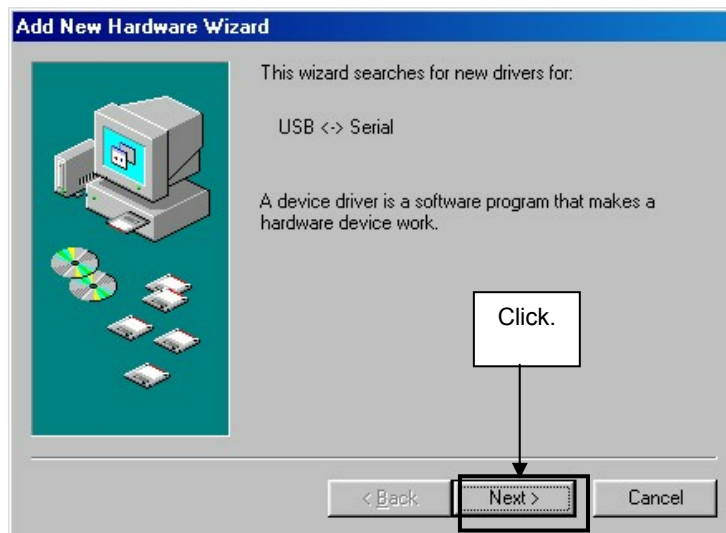 Add New Hardware Wizard
This wizard searches for new drivers for:
USB <-> Serial
A device driver is a software program that makes a
hardware device work.
Click.
< Back
Next >
Cancel